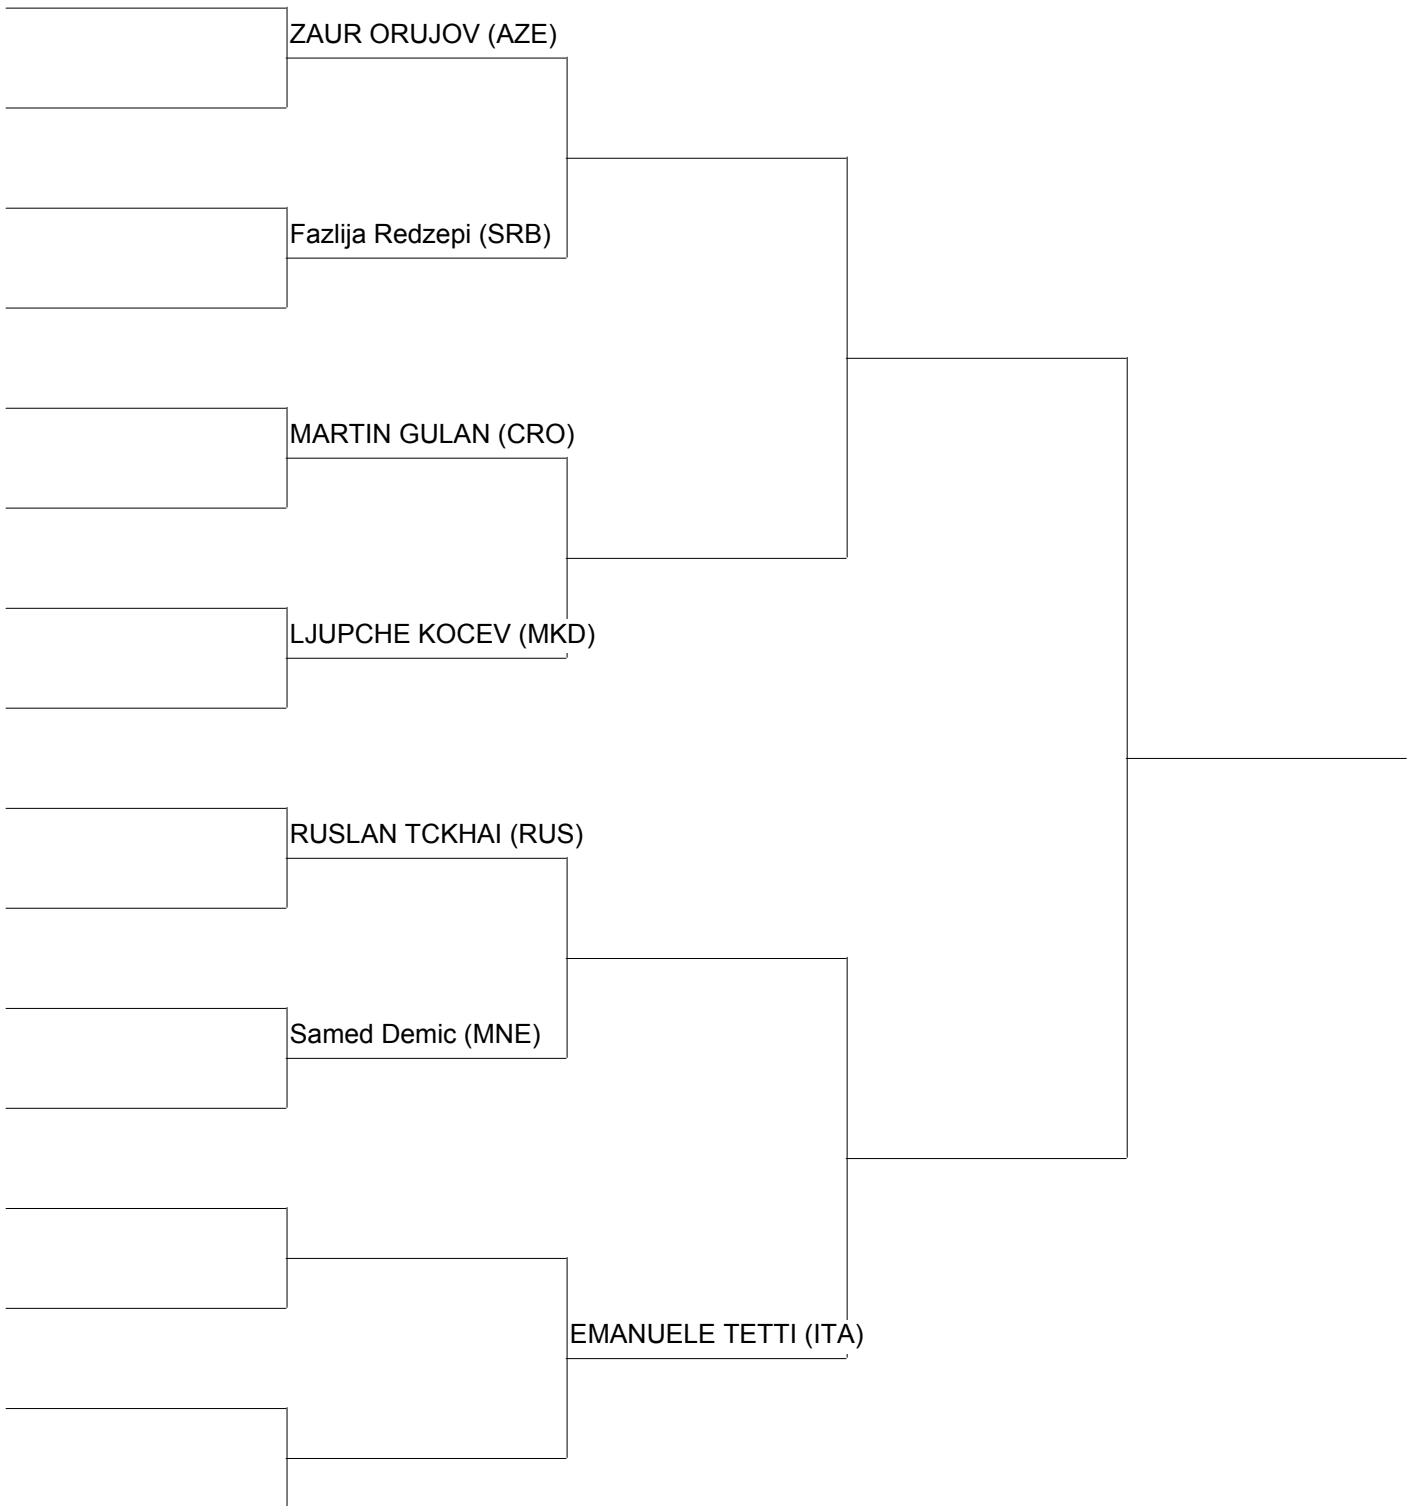 ZAUR ORUJOV (AZE)
Fazlija Redzepi (SRB)
MARTIN GULAN (CRO)
LJUPCHE KOCEV (MKD)
RUSLAN TCKHAI (RUS)
Samed Demic (MNE)
EMANUELE TETTI (ITA)